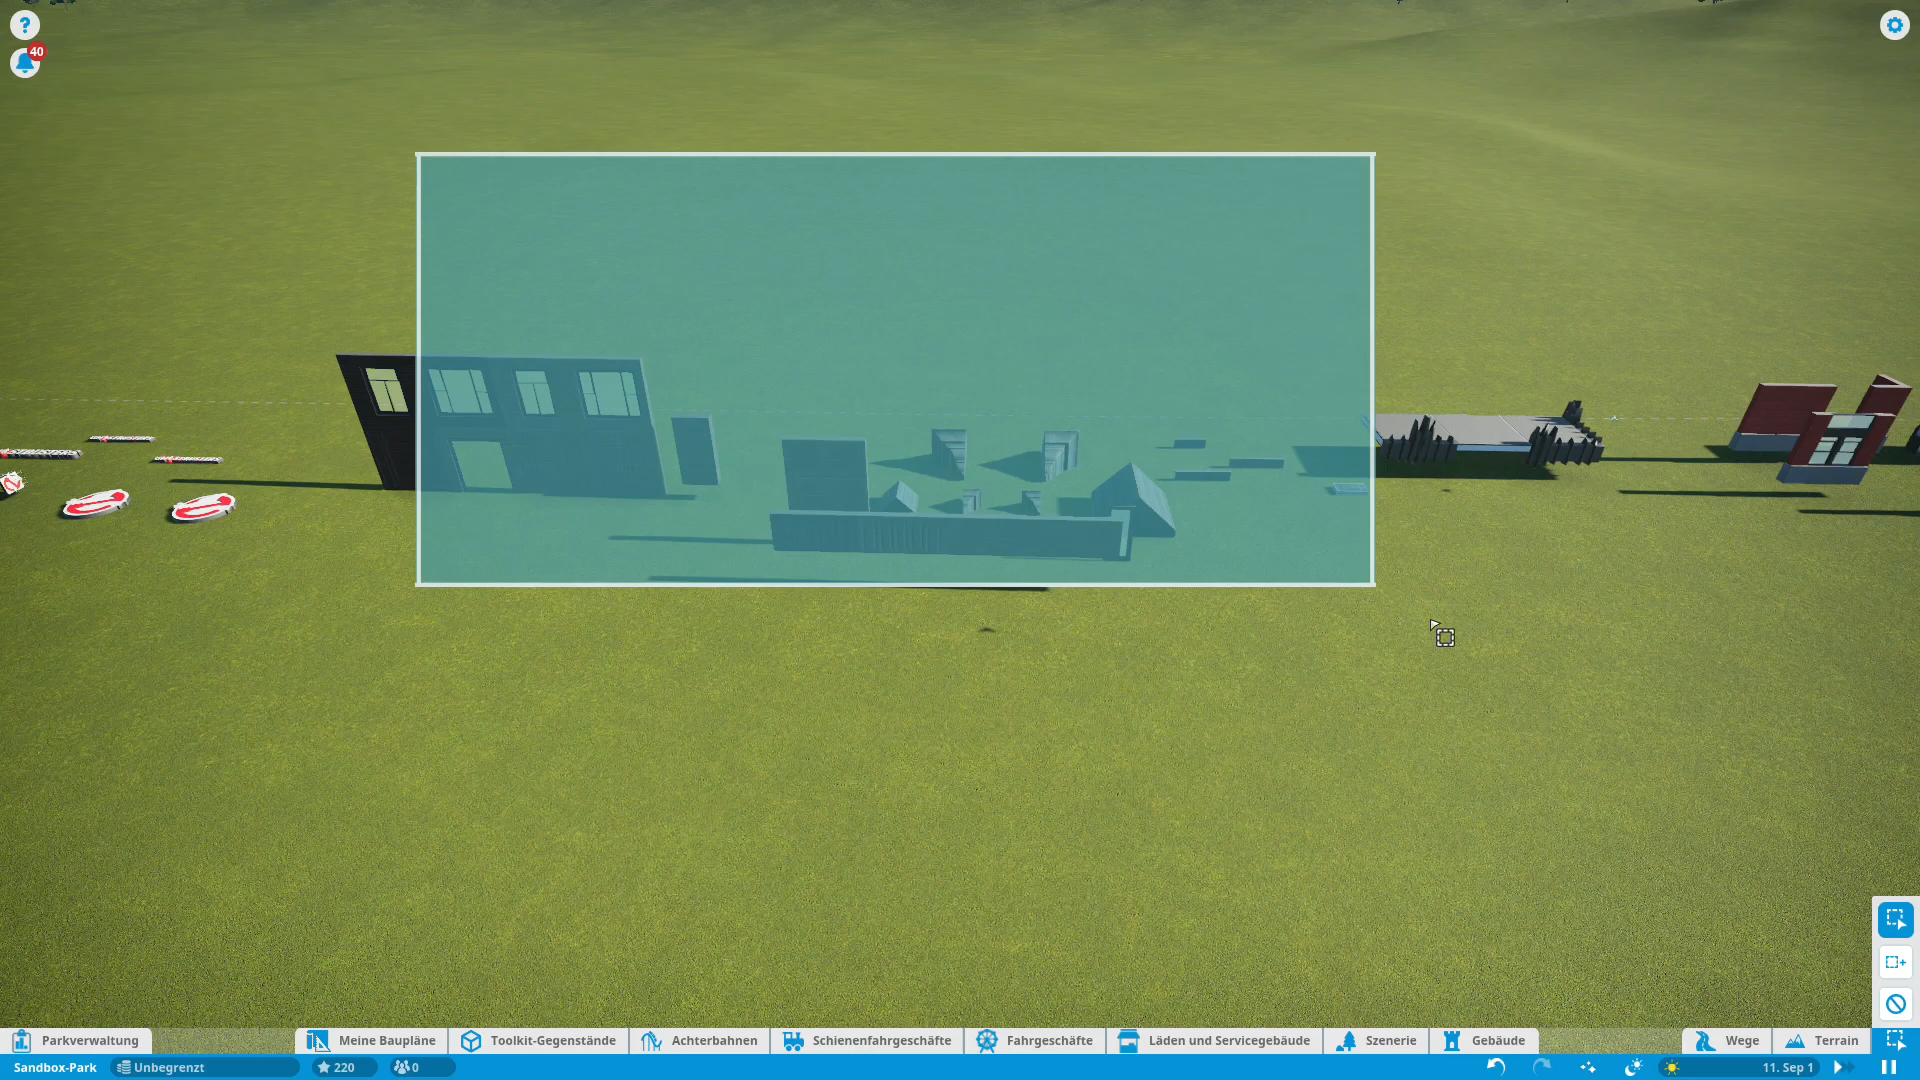 ?
40
Parkverwaltung
Meine Baupläne
Toolkit-Gegenstände
Achterbahnen
Schienenfahrgeschäfte
Fahrgeschäfte
Läden und Servicegebäude
Szenerie
Gebäude
Wege
Terrain
Sandbox-Park
Unbegrenzt
220
0
11. Sep 1